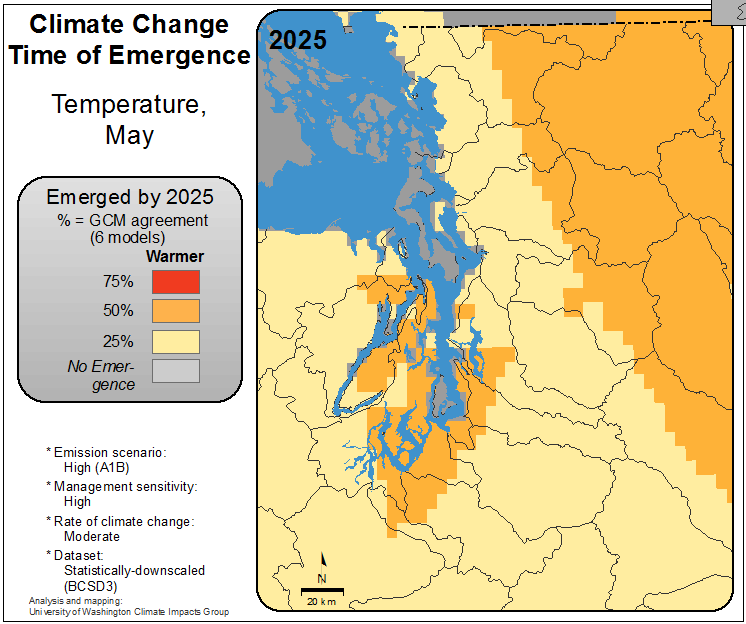 Climate Change
Time of Emergence
Temperature,
May
Emerged by 2025
% = GCM agreement
(6 models)
Warmer
75%
50%
25%
No Emer-
gence
* Emission scenario:
High (A1B)
* Management sensitivity:
High
* Rate of climate change:
Moderate
* Dataset:
Statistically-downscaled
(BCSD3)
Analysis and mapping:
University of Washington Climate Impacts Group
2025
N
20 km